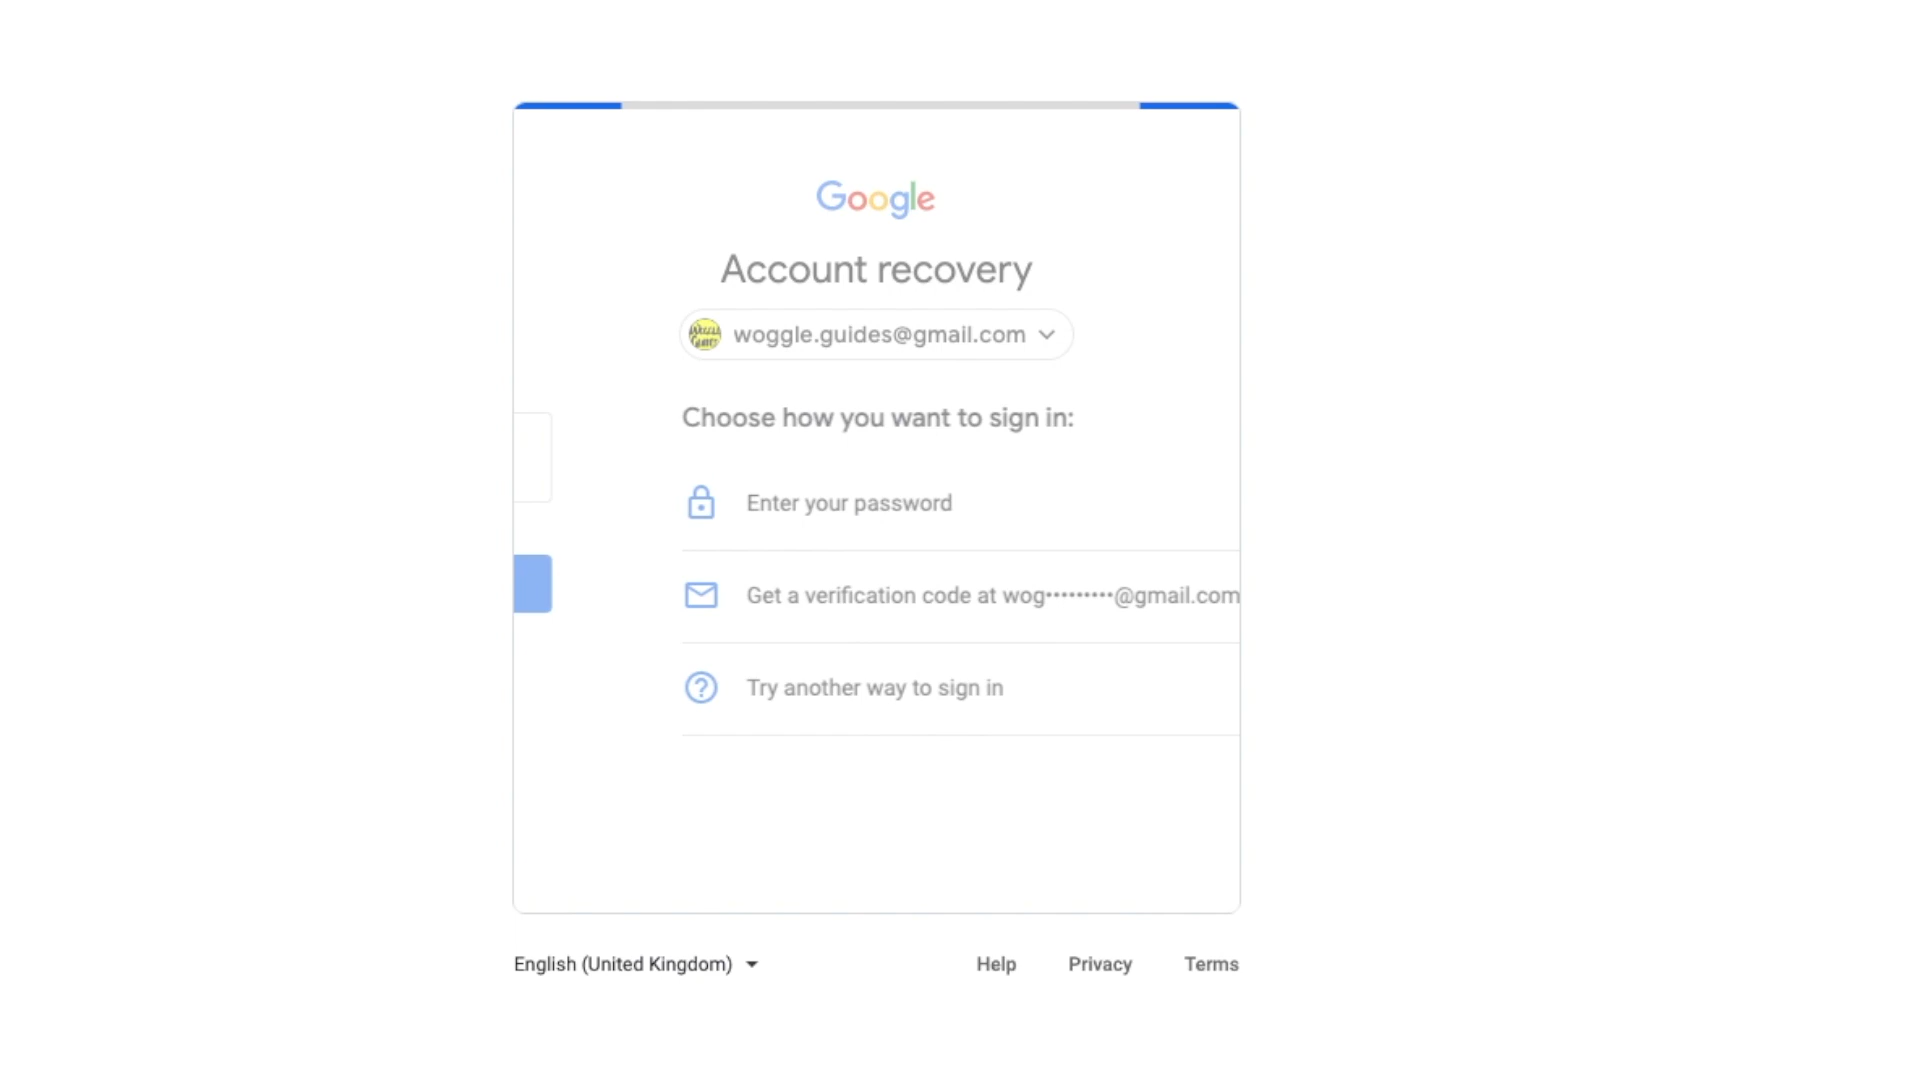 Google
Account recovery
woggle.guides@gmail.com
Choose how you want to sign in:
Enter your password
Get a verification code at wog•••••••••@gmail.com
Try another way to sign in
English (United Kingdom)
Help Privacy Terms